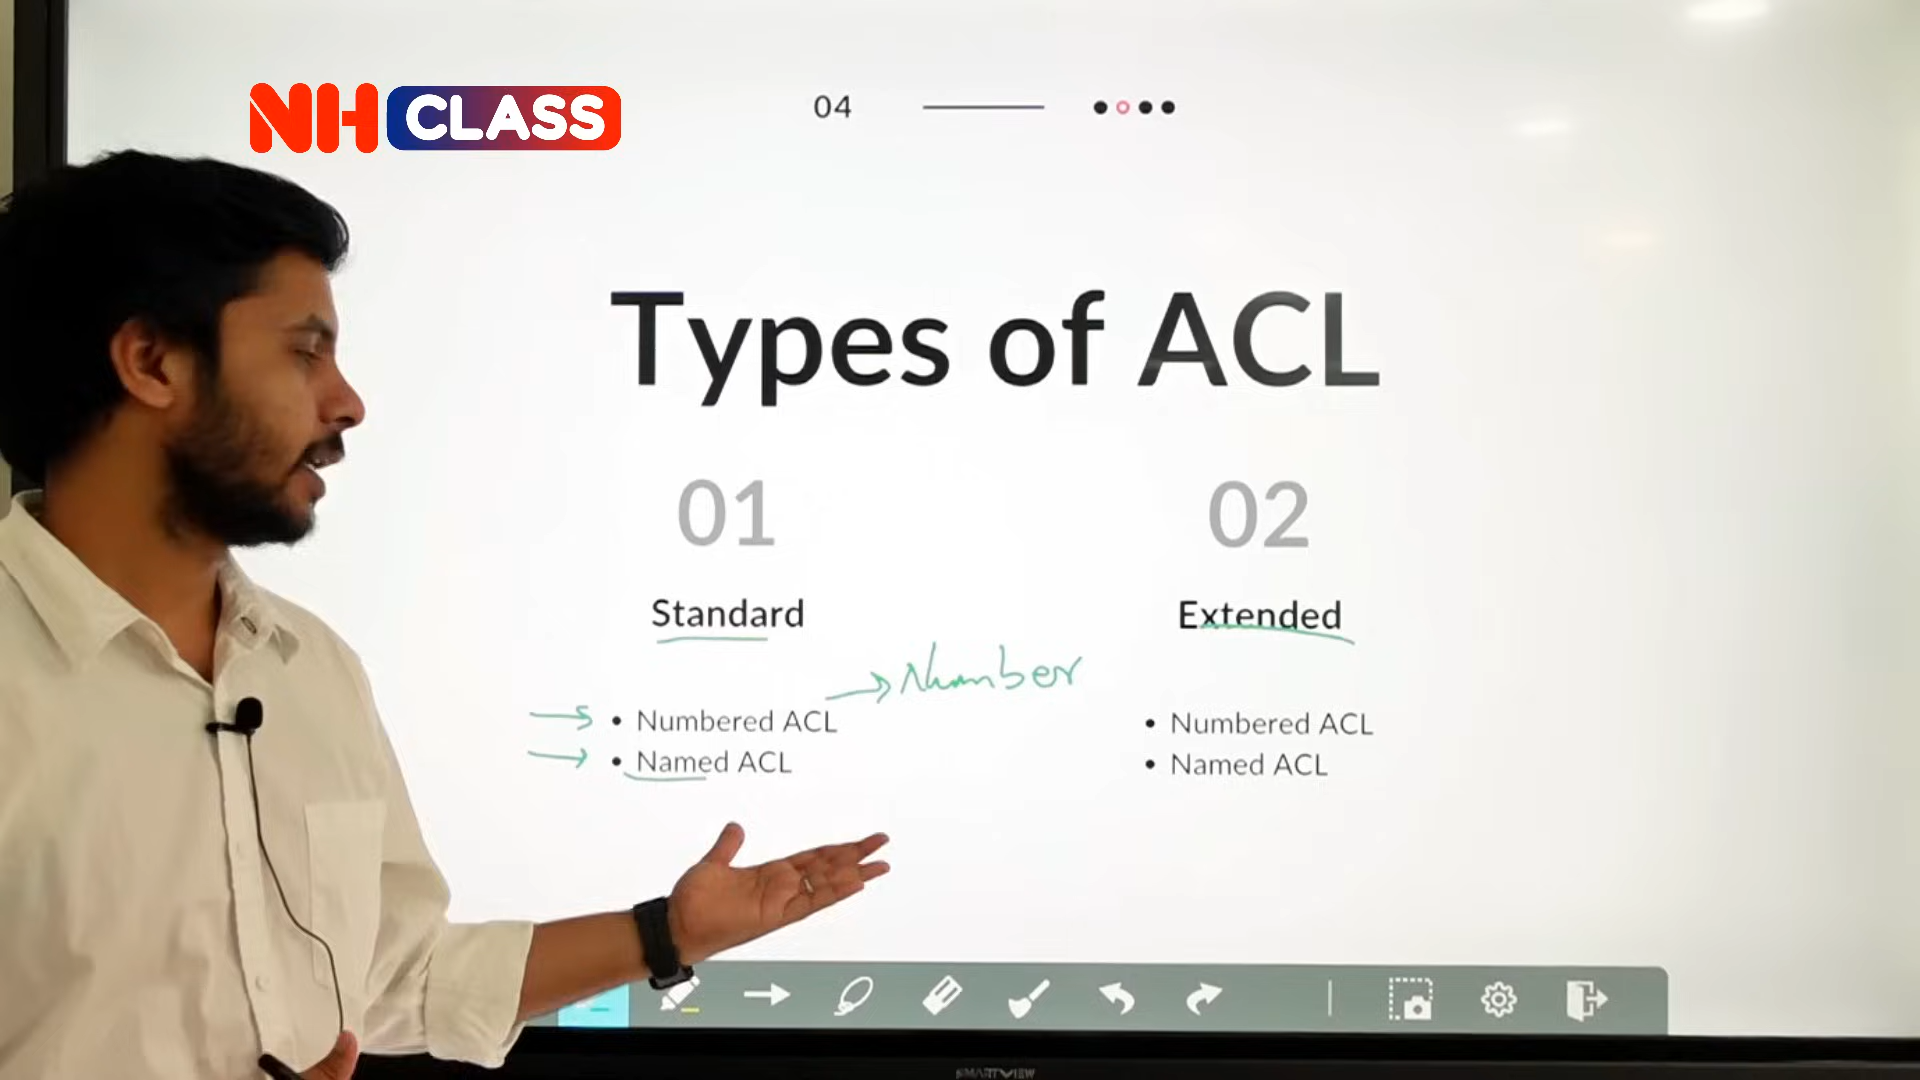 NH CLASS
04
Types of ACL
01
02
Standard
Extended
Number
Numbered ACL
Named ACL
Numbered ACL
Named ACL
SMARTVIEW